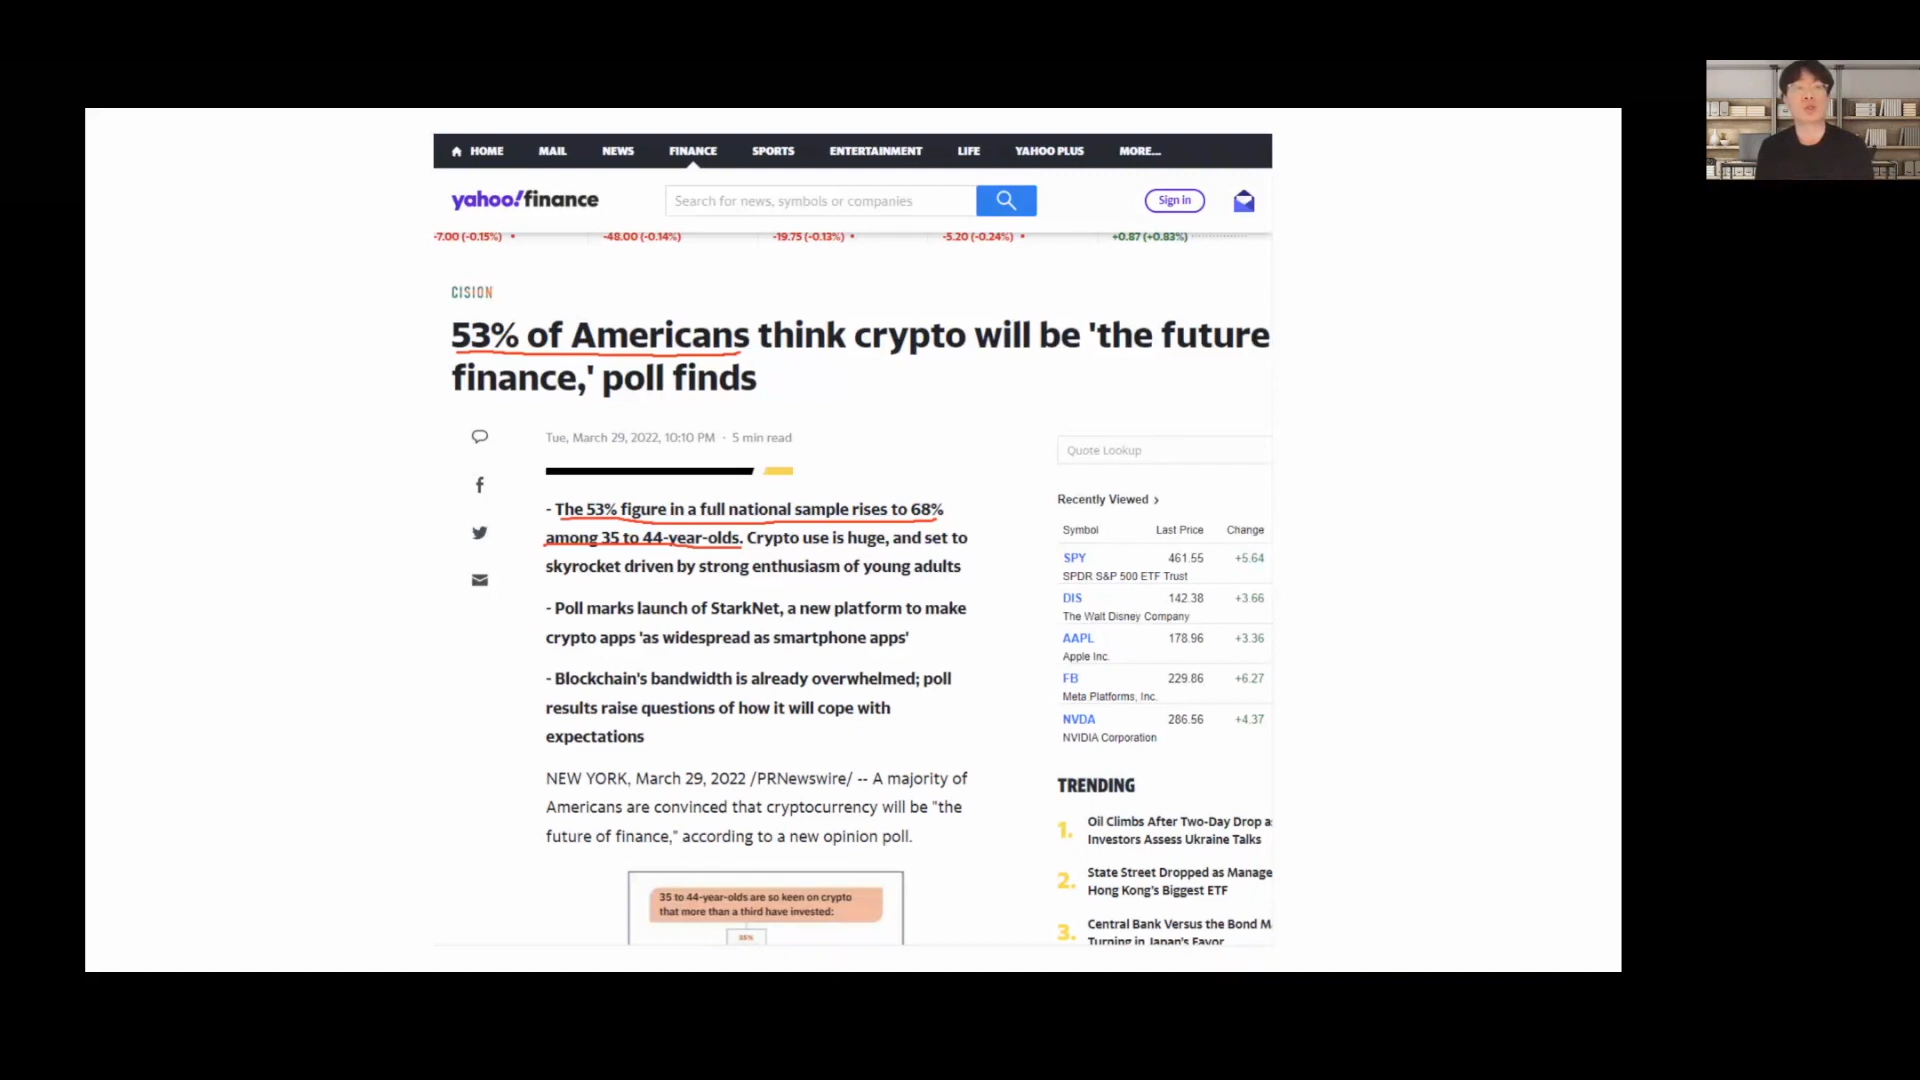 HOME MAIL NEWS FINANCE SPORTS ENTERTAINMENT LIFE YAHOO PLUS MORE...
yahoo!finance
Search for news, symbols or companies
Sign in
-7.00 (-0.15%) -48.00 (-0.14%) -19.75 (-0.13%) -5.20 (-0.24%) +0.87 (+0.83%)
CISION
53% of Americans think crypto will be 'the future
finance,' poll finds
Tue, March 29, 2022, 10:10 PM · 5 min read
- The 53% figure in a full national sample rises to 68%
among 35 to 44-year-olds. Crypto use is huge, and set to
skyrocket driven by strong enthusiasm of young adults
- Poll marks launch of StarkNet, a new platform to make
crypto apps 'as widespread as smartphone apps'
- Blockchain's bandwidth is already overwhelmed; poll
results raise questions of how it will cope with
expectations
NEW YORK, March 29, 2022 /PRNewswire/ -- A majority of
Americans are convinced that cryptocurrency will be "the
future of finance," according to a new opinion poll.
35 to 44-year-olds are so keen on crypto
that more than a third have invested:
Quote Lookup
Recently Viewed >
Symbol Last Price Change
SPY 461.55 +5.64
SPDR S&P 500 ETF Trust
DIS 142.38 +3.66
The Walt Disney Company
AAPL 178.96 +3.36
Apple Inc.
FB 229.86 +6.27
Meta Platforms, Inc.
NVDA 286.56 +4.37
NVIDIA Corporation
TRENDING
1. Oil Climbs After Two-Day Drop as
Investors Assess Ukraine Talks
2. State Street Dropped as Manage
Hong Kong's Biggest ETF
3. Central Bank Versus the Bond M
Turning in Japan's Favor